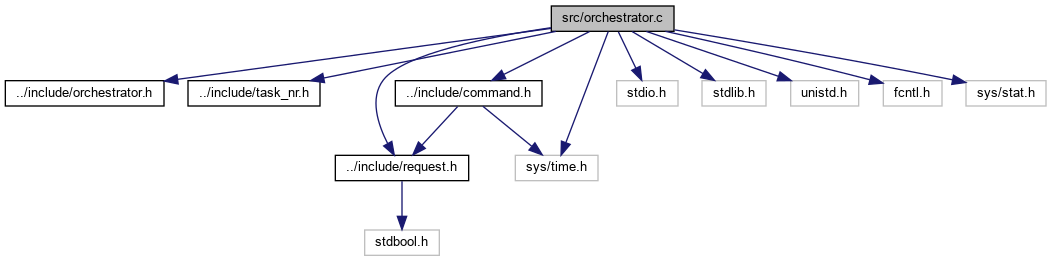 src/orchestrator.c
../include/orchestrator.h
../include/task_nr.h
../include/command.h
stdio.h
stdlib.h
unistd.h
fcntl.h
sys/stat.h
../include/request.h
sys/time.h
stdbool.h